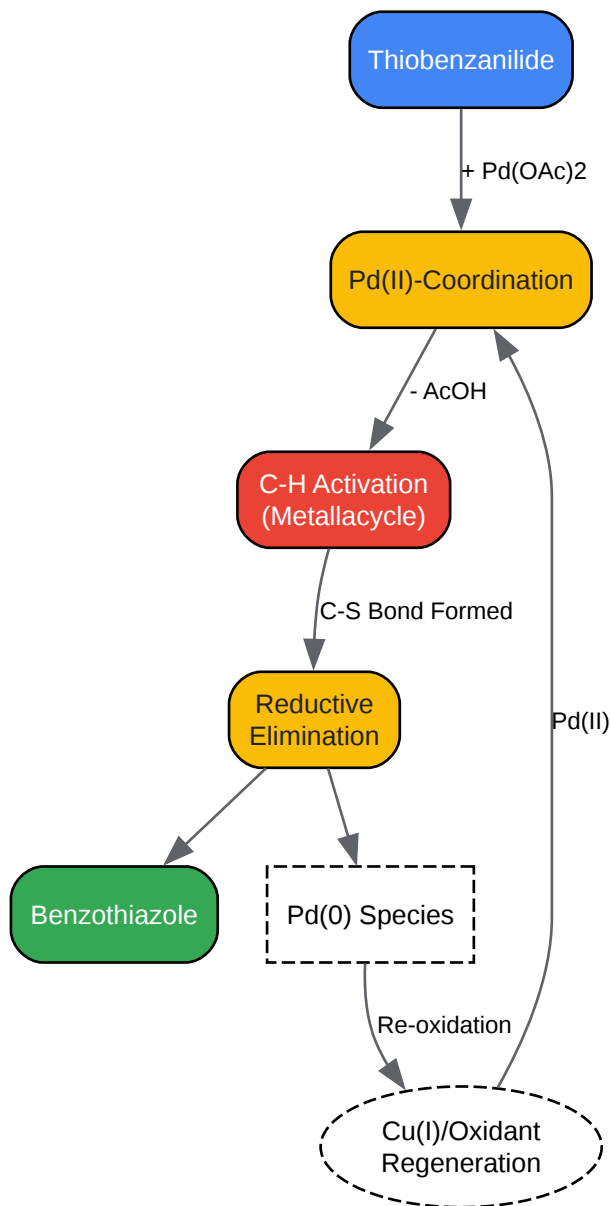 Thiobenzanilide
+ Pd(OAc)2
Pd(II)-Coordination
- AcOH
C-H Activation
(Metallacycle)
C-S Bond Formed
Reductive
Elimination
Pd(II)
Benzothiazole
Pd(0) Species
Re-oxidation
Cu(I)/Oxidant
Regeneration